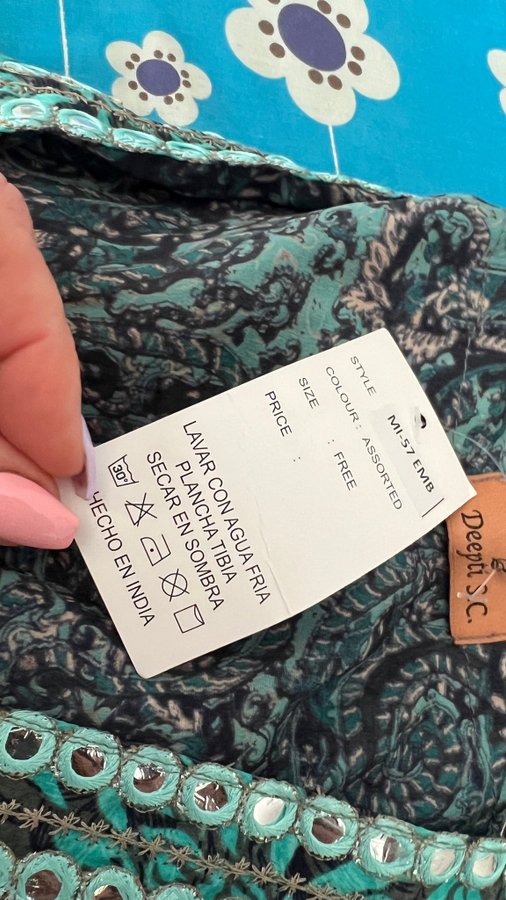 STYLE MI-57 EMB
COLOUR : ASSORTED
SIZE : FREE
PRICE :
LAVAR CON AGUA FRIA
PLANCHA TIBIA
SECAR EN SOMBRA
30°
HECHO EN INDIA
Deepti S.C.